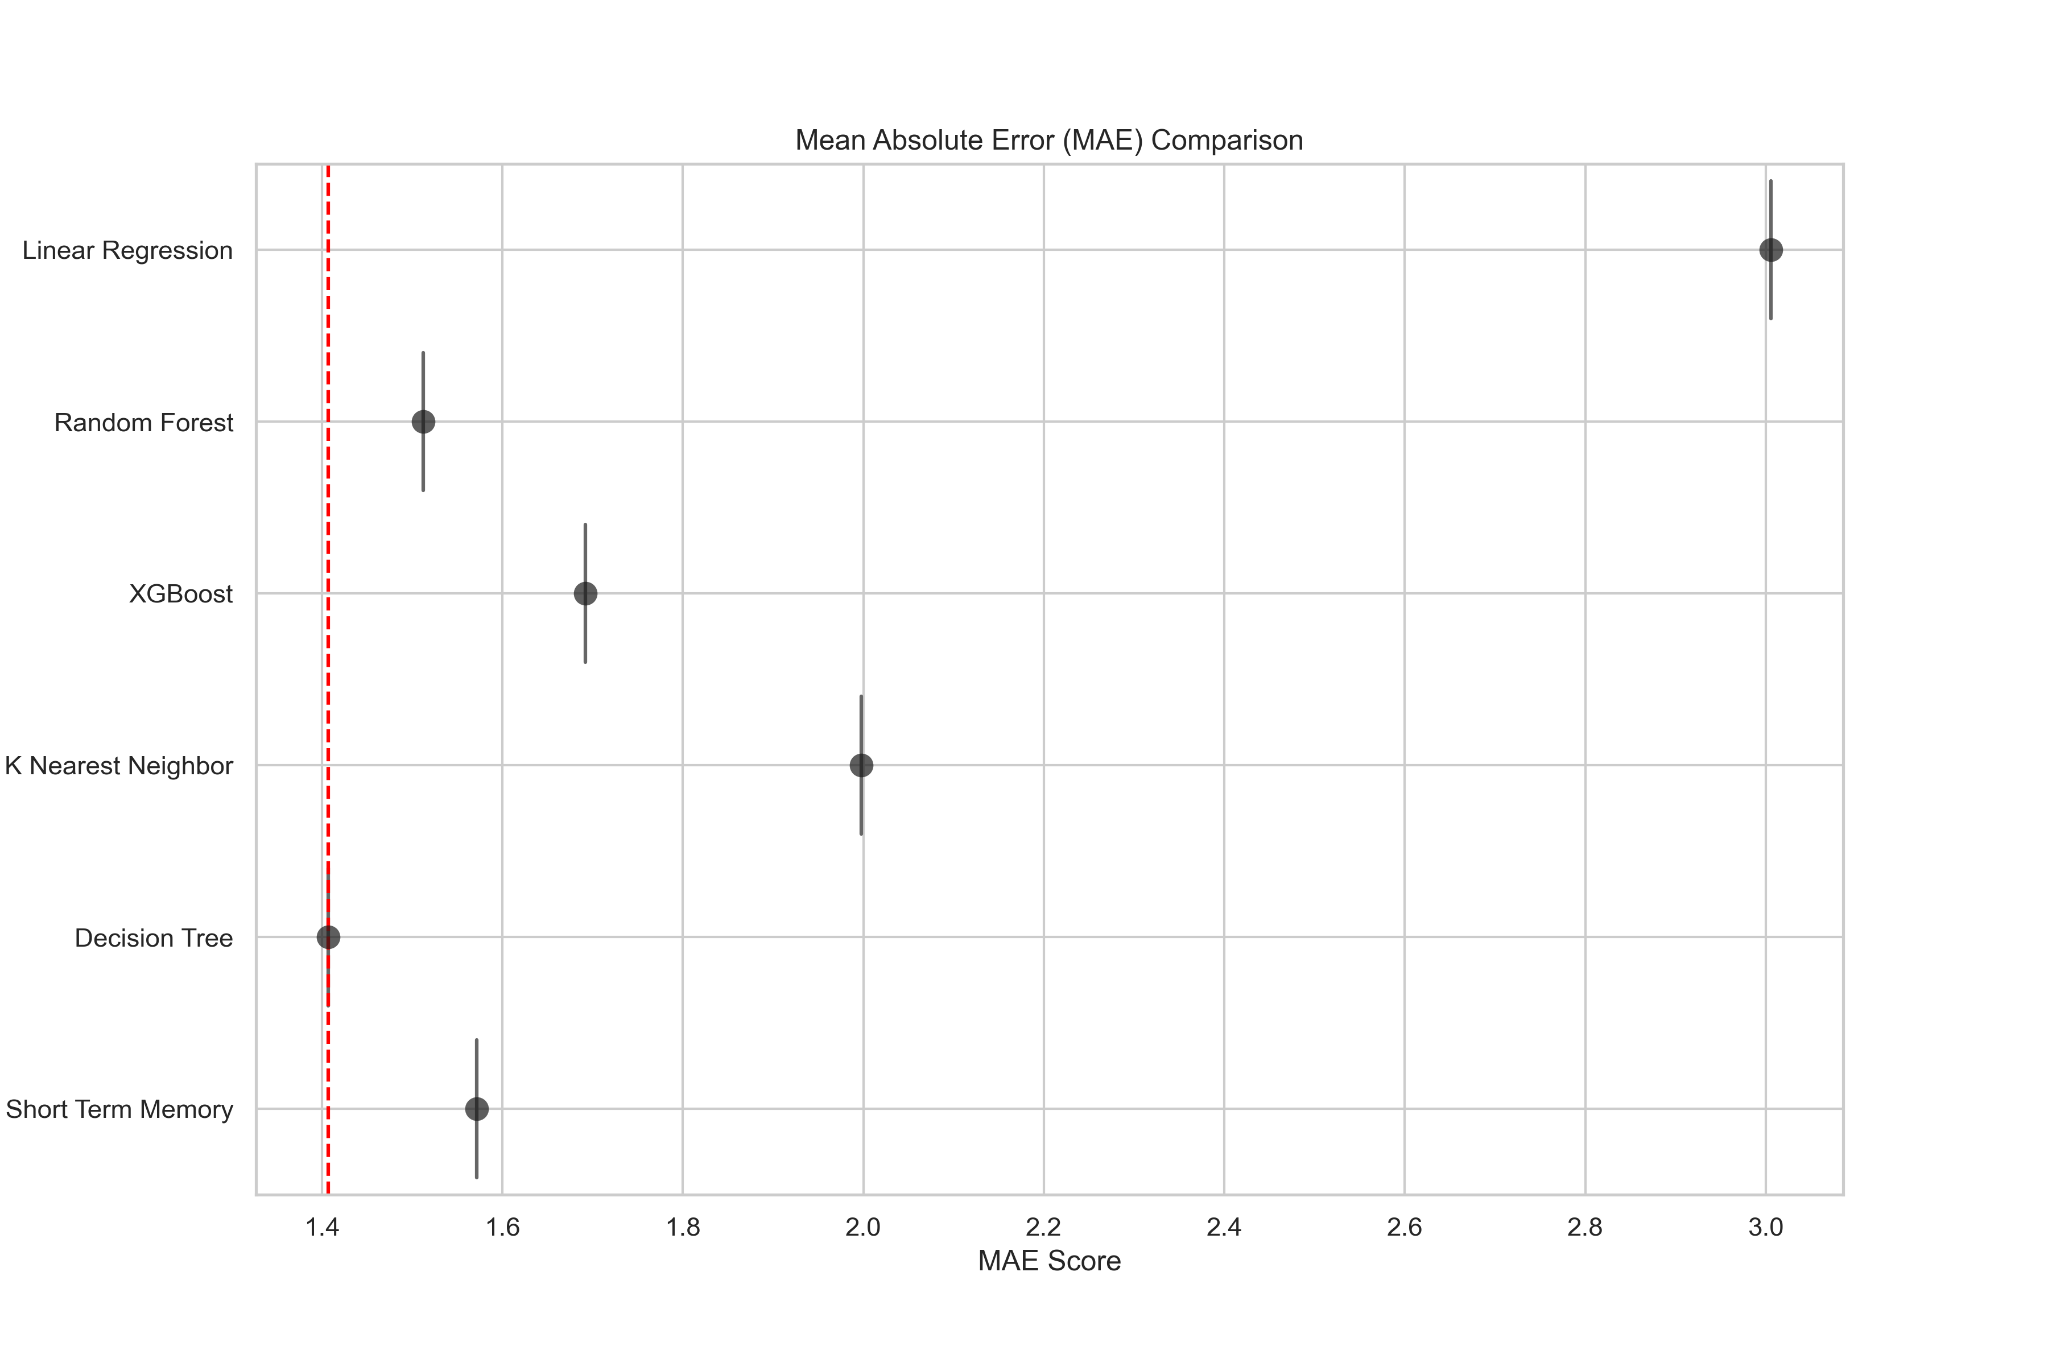 Mean Absolute Error (MAE) Comparison
Linear Regression
Random Forest
XGBoost
K Nearest Neighbor
Decision Tree
Short Term Memory
1.4 1.6 1.8 2.0 2.2 2.4 2.6 2.8 3.0
MAE Score